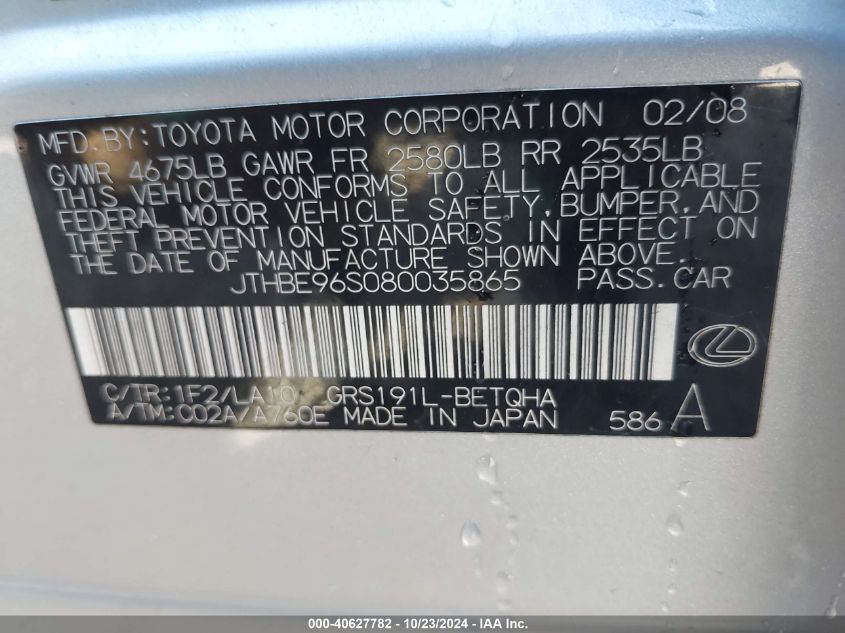 MFD. BY: TOYOTA MOTOR CORPORATION 02/08
GVWR 4675LB GAWR FR 2580LB RR 2535LB
THIS VEHICLE CONFORMS TO ALL APPLICABLE
FEDERAL MOTOR VEHICLE SAFETY, BUMPER, AND
THEFT PREVENTION STANDARDS IN EFFECT ON
THE DATE OF MANUFACTURE SHOWN ABOVE.
JTHBE96S080035865 PASS. CAR
C/TR: 1F2/LA10 GRS191L-BETQHA
A/TM: C02A/A760E MADE IN JAPAN 586 A
000-40627782 - 10/23/2024 - IAA Inc.